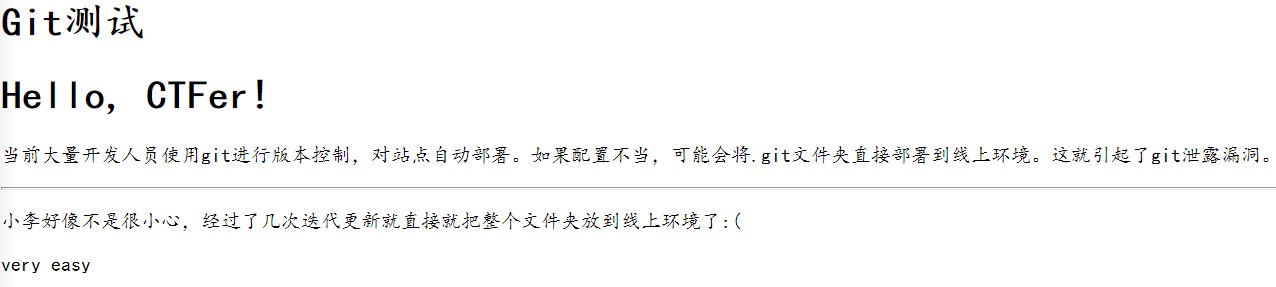 Git测试
Hello, CTFer!
当前大量开发人员使用git进行版本控制，对站点自动部署。如果配置不当，可能会将.git文件夹直接部署到线上环境。这就引起了git泄露漏洞。
小李好像不是很小心，经过了几次迭代更新就直接就把整个文件夹放到线上环境了:(
very easy